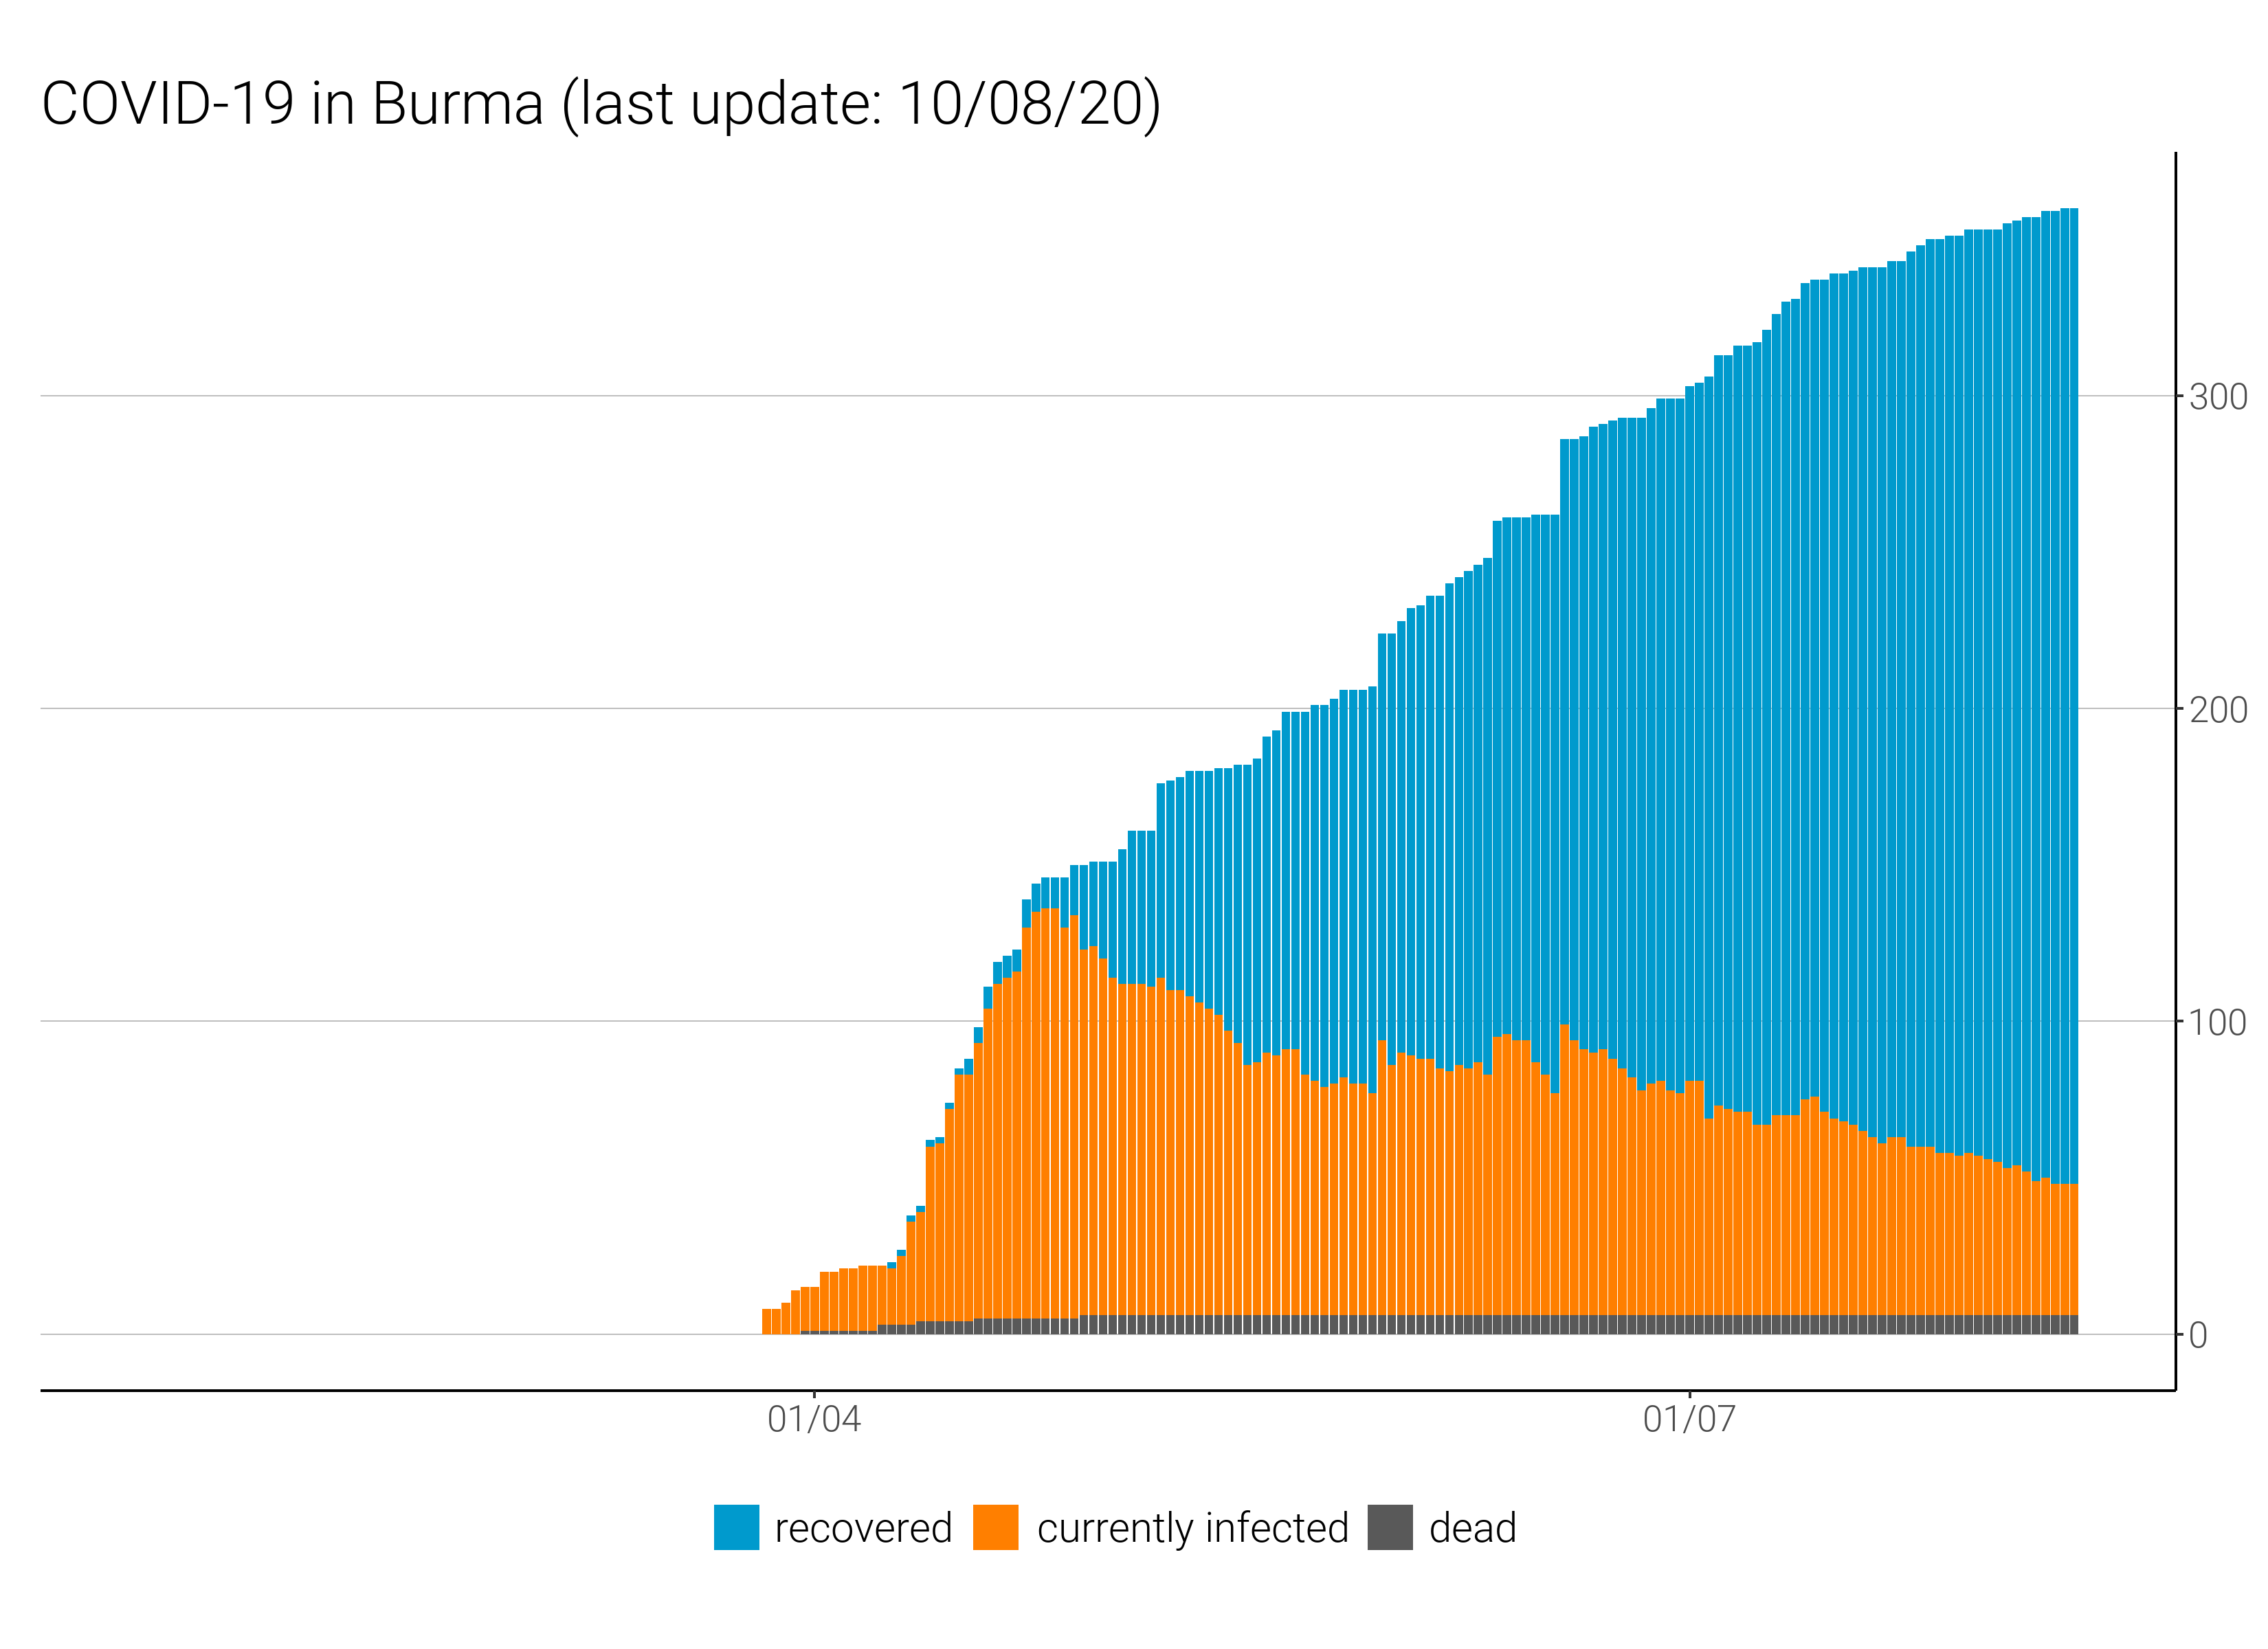 COVID-19 in Burma (last update: 10/08/20)
300
200
100
0
01/04 01/07
recovered currently infected dead